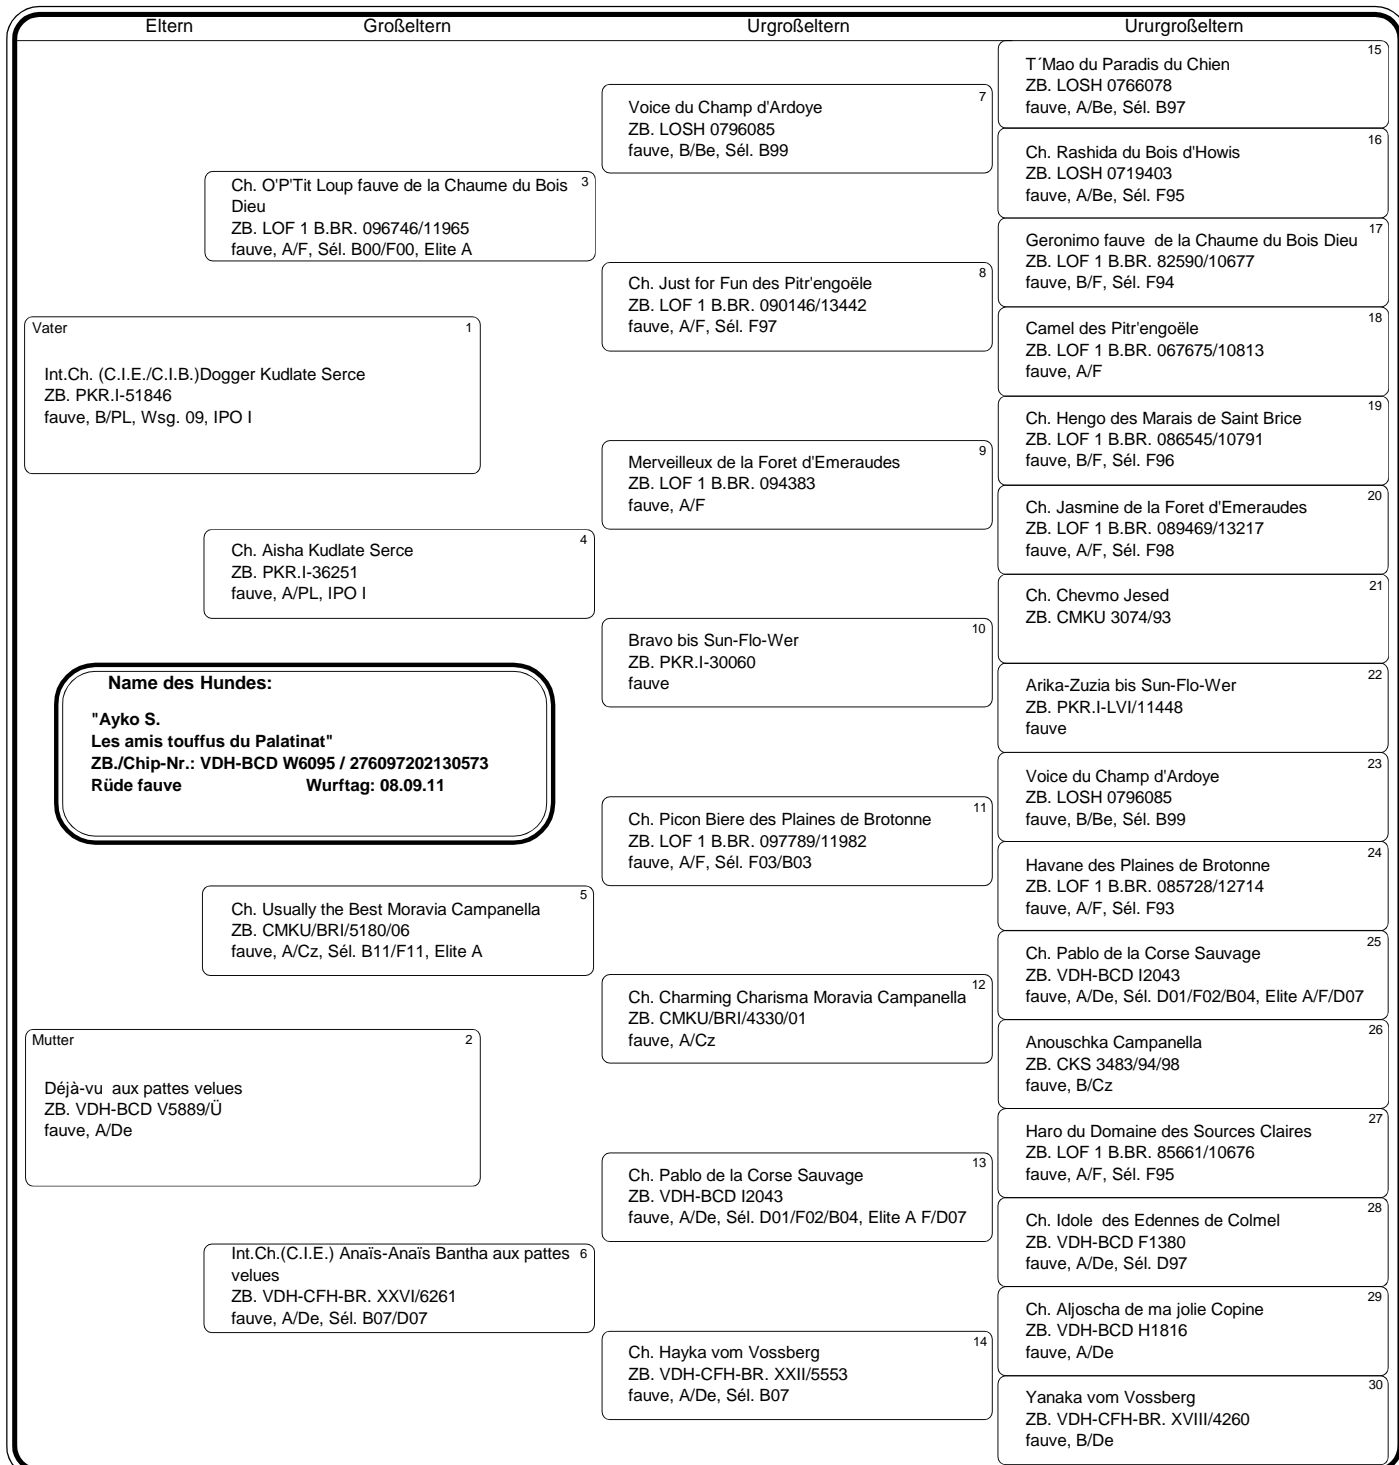 Eltern Großeltern Urgroßeltern Ururgroßeltern
Vater 1
Int.Ch. (C.I.E./C.I.B.)Dogger Kudlate Serce
ZB. PKR.I-51846
fauve, B/PL, Wsg. 09, IPO I
Mutter 2
Déjà-vu  aux pattes velues
ZB. VDH-BCD V5889/Ü
fauve, A/De
Name des Hundes:
"Ayko S.
Les amis touffus du Palatinat"
ZB./Chip-Nr.: VDH-BCD W6095 / 276097202130573
Rüde fauve Wurftag: 08.09.11
Ch. O'P'Tit Loup fauve de la Chaume du Bois 3
Dieu
ZB. LOF 1 B.BR. 096746/11965
fauve, A/F, Sél. B00/F00, Elite A
Ch. Aisha Kudlate Serce 4
ZB. PKR.I-36251
fauve, A/PL, IPO I
Ch. Usually the Best Moravia Campanella 5
ZB. CMKU/BRI/5180/06
fauve, A/Cz, Sél. B11/F11, Elite A
Int.Ch.(C.I.E.) Anaïs-Anaïs Bantha aux pattes 6
velues
ZB. VDH-CFH-BR. XXVI/6261
fauve, A/De, Sél. B07/D07
Voice du Champ d'Ardoye 7
ZB. LOSH 0796085
fauve, B/Be, Sél. B99
Ch. Just for Fun des Pitr'engoële 8
ZB. LOF 1 B.BR. 090146/13442
fauve, A/F, Sél. F97
Merveilleux de la Foret d'Emeraudes 9
ZB. LOF 1 B.BR. 094383
fauve, A/F
Bravo bis Sun-Flo-Wer 10
ZB. PKR.I-30060
fauve
Ch. Picon Biere des Plaines de Brotonne 11
ZB. LOF 1 B.BR. 097789/11982
fauve, A/F, Sél. F03/B03
Ch. Charming Charisma Moravia Campanella 12
ZB. CMKU/BRI/4330/01
fauve, A/Cz
Ch. Pablo de la Corse Sauvage 13
ZB. VDH-BCD I2043
fauve, A/De, Sél. D01/F02/B04, Elite A F/D07
Ch. Hayka vom Vossberg 14
ZB. VDH-CFH-BR. XXII/5553
fauve, A/De, Sél. B07
T´Mao du Paradis du Chien 15
ZB. LOSH 0766078
fauve, A/Be, Sél. B97
Ch. Rashida du Bois d'Howis 16
ZB. LOSH 0719403
fauve, A/Be, Sél. F95
Geronimo fauve  de la Chaume du Bois Dieu 17
ZB. LOF 1 B.BR. 82590/10677
fauve, B/F, Sél. F94
Camel des Pitr'engoële 18
ZB. LOF 1 B.BR. 067675/10813
fauve, A/F
Ch. Hengo des Marais de Saint Brice 19
ZB. LOF 1 B.BR. 086545/10791
fauve, B/F, Sél. F96
Ch. Jasmine de la Foret d'Emeraudes 20
ZB. LOF 1 B.BR. 089469/13217
fauve, A/F, Sél. F98
Ch. Chevmo Jesed 21
ZB. CMKU 3074/93
Arika-Zuzia bis Sun-Flo-Wer 22
ZB. PKR.I-LVI/11448
fauve
Voice du Champ d'Ardoye 23
ZB. LOSH 0796085
fauve, B/Be, Sél. B99
Havane des Plaines de Brotonne 24
ZB. LOF 1 B.BR. 085728/12714
fauve, A/F, Sél. F93
Ch. Pablo de la Corse Sauvage 25
ZB. VDH-BCD I2043
fauve, A/De, Sél. D01/F02/B04, Elite A/F/D07
Anouschka Campanella 26
ZB. CKS 3483/94/98
fauve, B/Cz
Haro du Domaine des Sources Claires 27
ZB. LOF 1 B.BR. 85661/10676
fauve, A/F, Sél. F95
Ch. Idole  des Edennes de Colmel 28
ZB. VDH-BCD F1380
fauve, A/De, Sél. D97
Ch. Aljoscha de ma jolie Copine 29
ZB. VDH-BCD H1816
fauve, A/De
Yanaka vom Vossberg 30
ZB. VDH-CFH-BR. XVIII/4260
fauve, B/De